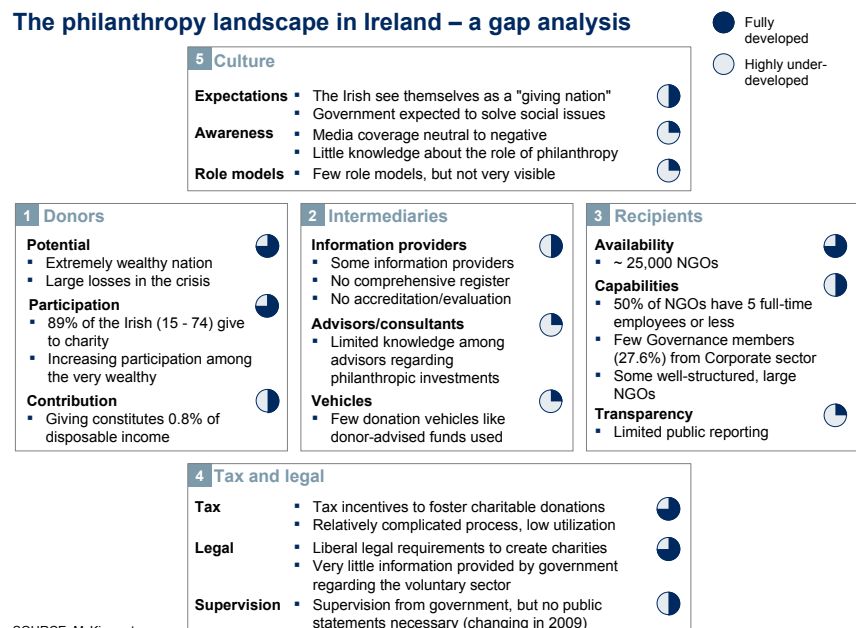 The philanthropy landscape in Ireland – a gap analysis
Fully
developed
Highly under-
developed
5 Culture
Expectations ▪ The Irish see themselves as a "giving nation"
▪ Government expected to solve social issues
Awareness ▪ Media coverage neutral to negative
▪ Little knowledge about the role of philanthropy
Role models ▪ Few role models, but not very visible
1 Donors
Potential
▪ Extremely wealthy nation
▪ Large losses in the crisis
Participation
▪ 89% of the Irish (15 - 74) give
to charity
▪ Increasing participation among
the very wealthy
Contribution
▪ Giving constitutes 0.8% of
disposable income
2 Intermediaries
Information providers
▪ Some information providers
▪ No comprehensive register
▪ No accreditation/evaluation
Advisors/consultants
▪ Limited knowledge among
advisors regarding
philanthropic investments
Vehicles
▪ Few donation vehicles like
donor-advised funds used
3 Recipients
Availability
▪ ~ 25,000 NGOs
Capabilities
▪ 50% of NGOs have 5 full-time
employees or less
▪ Few Governance members
(27.6%) from Corporate sector
▪ Some well-structured, large
NGOs
Transparency
▪ Limited public reporting
4 Tax and legal
Tax ▪ Tax incentives to foster charitable donations
▪ Relatively complicated process, low utilization
Legal ▪ Liberal legal requirements to create charities
▪ Very little information provided by government
regarding the voluntary sector
Supervision ▪ Supervision from government, but no public
statements necessary (changing in 2009)